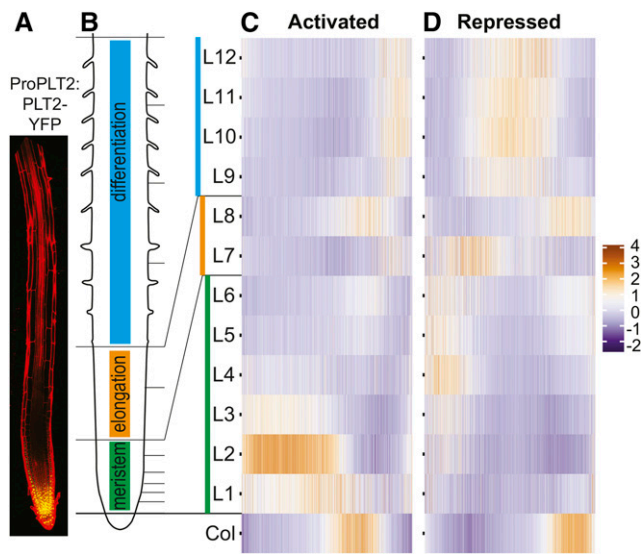 A B C Activated D Repressed
ProPLT2:
PLT2-
YFP
differentiation
elongation
meristem
L12
L11
L10
L9
L8
L7
L6
L5
L4
L3
L2
L1
Col
4
3
2
1
0
-1
-2